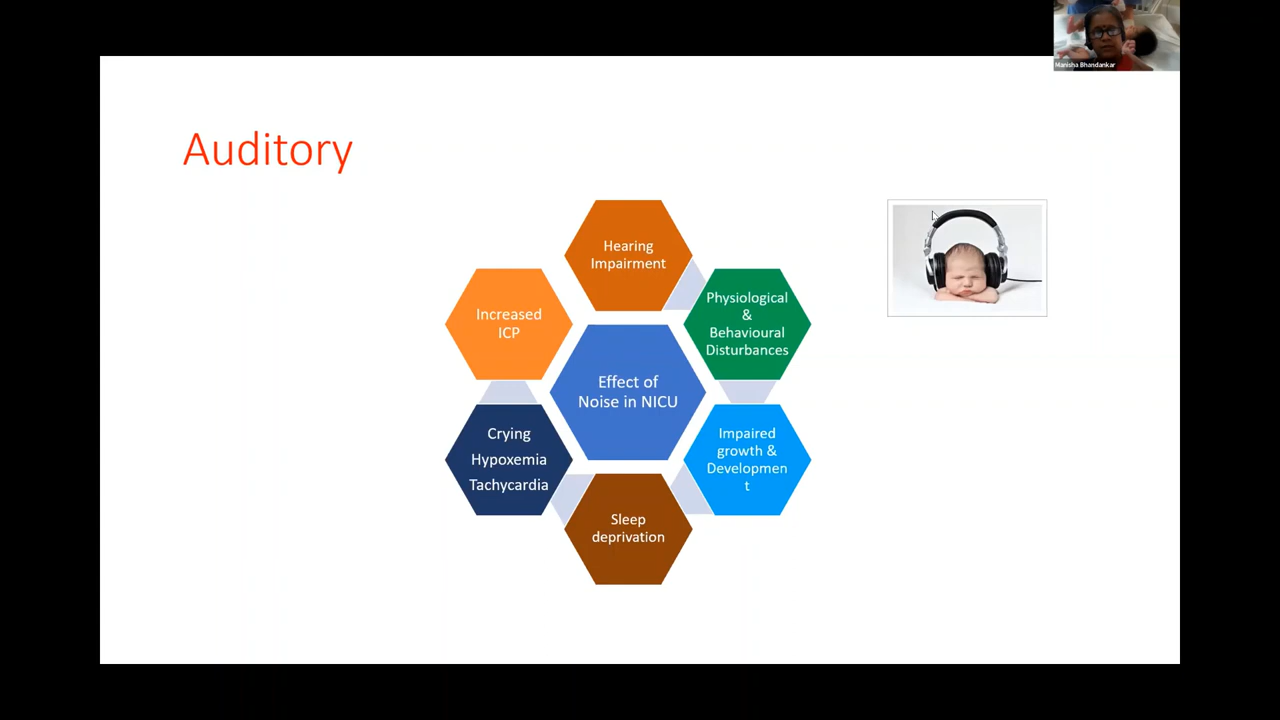 Manisha Bhandankar
Auditory
Hearing
Impairment
Physiological
&
Behavioural
Disturbances
Increased
ICP
Effect of
Noise in NICU
Crying
Hypoxemia
Tachycardia
Impaired
growth &
Developmen
t
Sleep
deprivation